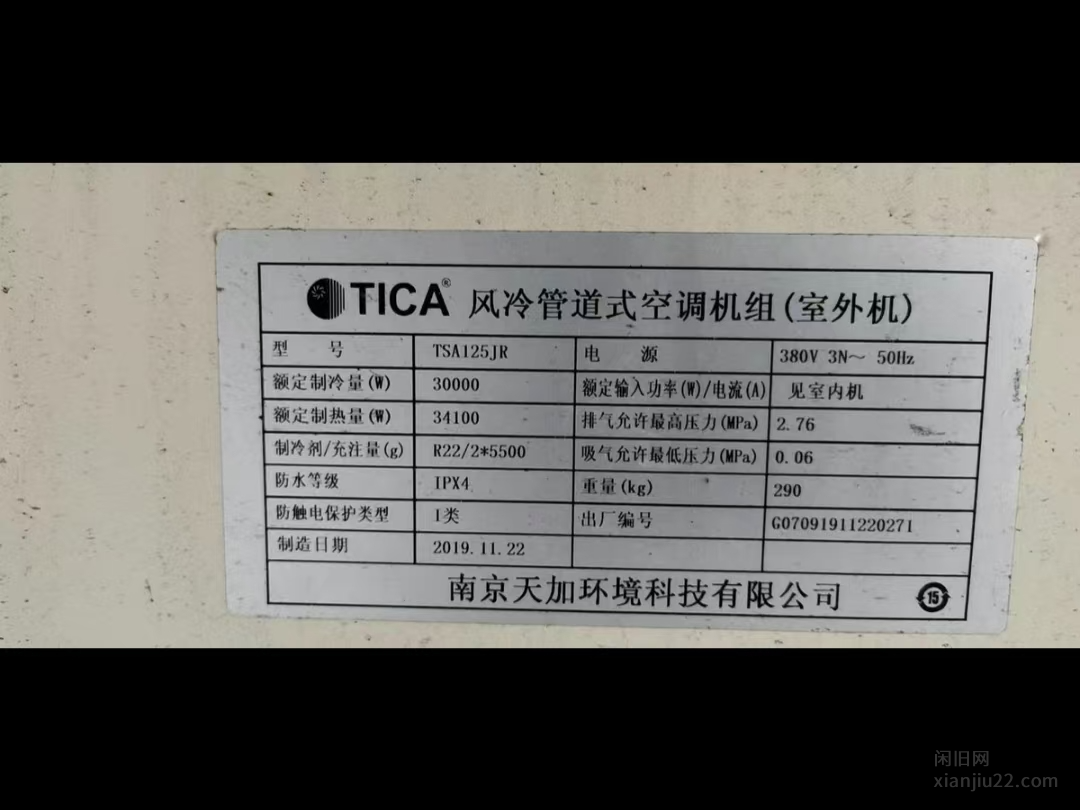 TICA® 风冷管道式空调机组(室外机)
型 号 TSA125JR 电 源 380V 3N～ 50Hz
额定制冷量(W) 30000 额定输入功率(W)/电流(A) 见室内机
额定制热量(W) 34100 排气允许最高压力(MPa) 2.76
制冷剂/充注量(g) R22/2*5500 吸气允许最低压力(MPa) 0.06
防水等级 IPX4 重量(kg) 290
防触电保护类型 I类 出厂编号 G07091911220271
制造日期 2019.11.22
南京天加环境科技有限公司 15
闲旧网
xianjiu22.com